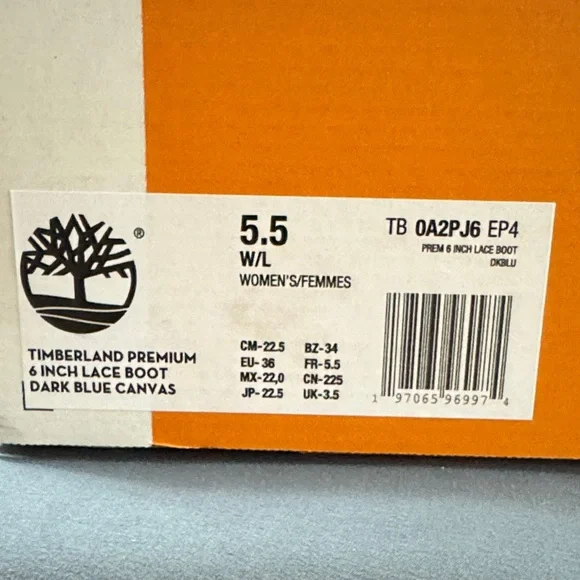 ®
TIMBERLAND PREMIUM
6 INCH LACE BOOT
DARK BLUE CANVAS
5.5
W/L
WOMEN'S/FEMMES
CM-22.5 BZ-34
EU-36 FR-5.5
MX-22,0 CN-225
JP-22.5 UK-3.5
TB 0A2PJ6 EP4
PREM 6 INCH LACE BOOT
DKBLU
1 97065 96997 4